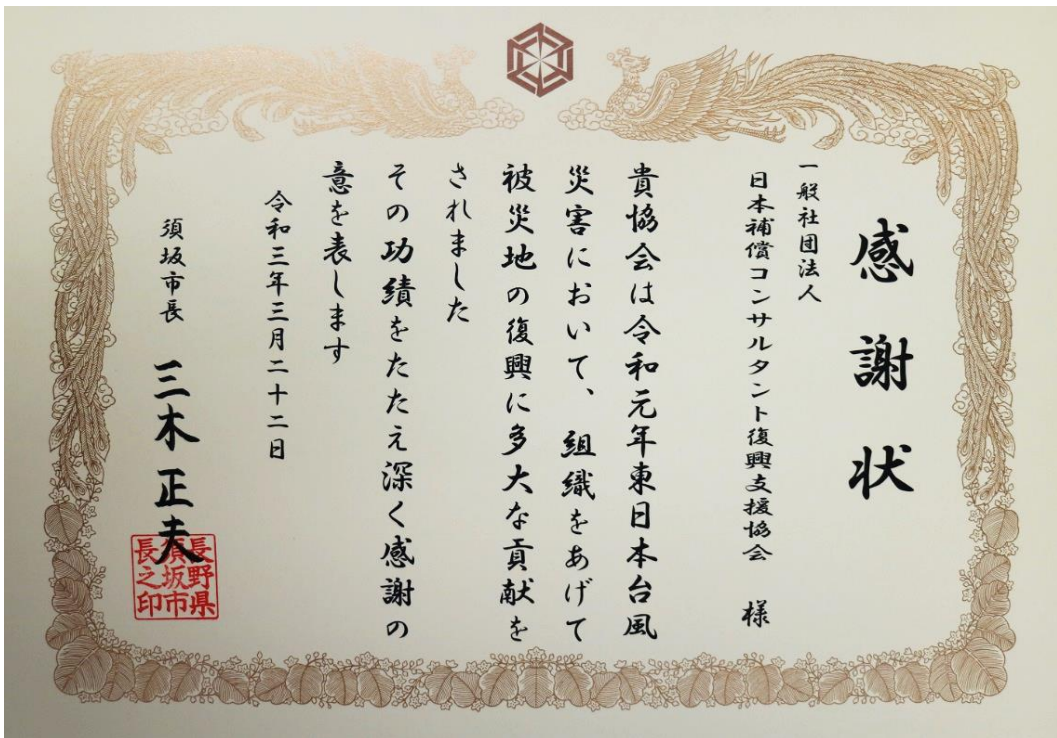 感謝状
一般社団法人
日本補償コンサルタント復興支援協会 様
貴協会は令和元年東日本台風
災害において、組織をあげて
被災地の復興に多大な貢献を
されました
その功績をたたえ深く感謝の
意を表します
令和三年三月二十二日
須坂市長 三木正夫
長野県
須坂市
長之印